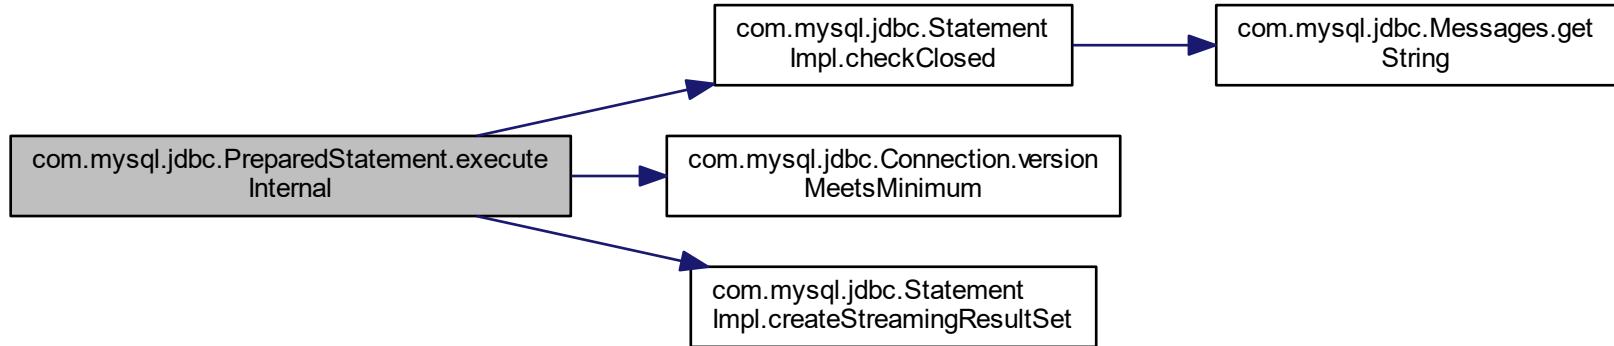 com.mysql.jdbc.Statement
Impl.checkClosed
com.mysql.jdbc.Messages.get
String
com.mysql.jdbc.PreparedStatement.execute
Internal
com.mysql.jdbc.Connection.version
MeetsMinimum
com.mysql.jdbc.Statement
Impl.createStreamingResultSet